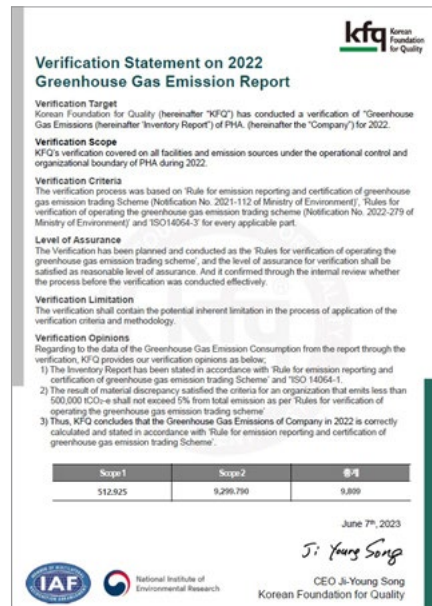 kfq Korean
Foundation
for Quality
Verification Statement on 2022
Greenhouse Gas Emission Report
Verification Target
Korean Foundation for Quality (hereinafter "KFQ") has conducted a verification of "Greenhouse
Gas Emissions (hereinafter 'Inventory Report') of PHA. (hereinafter the "Company") for 2022.
Verification Scope
KFQ's verification covered on all facilities and emission sources under the operational control and
organizational boundary of PHA during 2022.
Verification Criteria
The verification process was based on 'Rule for emission reporting and certification of greenhouse
gas emission trading Scheme (Notification No. 2021-112 of Ministry of Environment)', 'Rules for
verification of operating the greenhouse gas emission trading scheme (Notification No. 2022-279 of
Ministry of Environment)' and 'ISO14064-3' for every applicable part.
Level of Assurance
The Verification has been planned and conducted as the 'Rules for verification of operating the
greenhouse gas emission trading scheme', and the level of assurance for verification shall be
satisfied as reasonable level of assurance. And it confirmed through the internal review whether
the process before the verification was conducted effectively.
Verification Limitation
The verification shall contain the potential inherent limitation in the process of application of the
verification criteria and methodology.
Verification Opinions
Regarding to the data of the Greenhouse Gas Emission Consumption from the report through the
verification, KFQ provides our verification opinions as below;
1) The Inventory Report has been stated in accordance with 'Rule for emission reporting and
certification of greenhouse gas emission trading Scheme' and "ISO 14064-1.
2) The result of material discrepancy satisfied the criteria for an organization that emits less than
500,000 tCO2-e shall not exceed 5% from total emission as per 'Rules for verification of
operating the greenhouse gas emission trading scheme'
3) Thus, KFQ concludes that the Greenhouse Gas Emissions of Company in 2022 is correctly
calculated and stated in accordance with 'Rule for emission reporting and certification of
greenhouse gas emission trading Scheme'.
Scope1 Scope2 총계
512.925 9,299.790 9,809
June 7th, 2023
Ji Young Song
IAF
National Institute of
Environmental Research
CEO Ji-Young Song
Korean Foundation for Quality